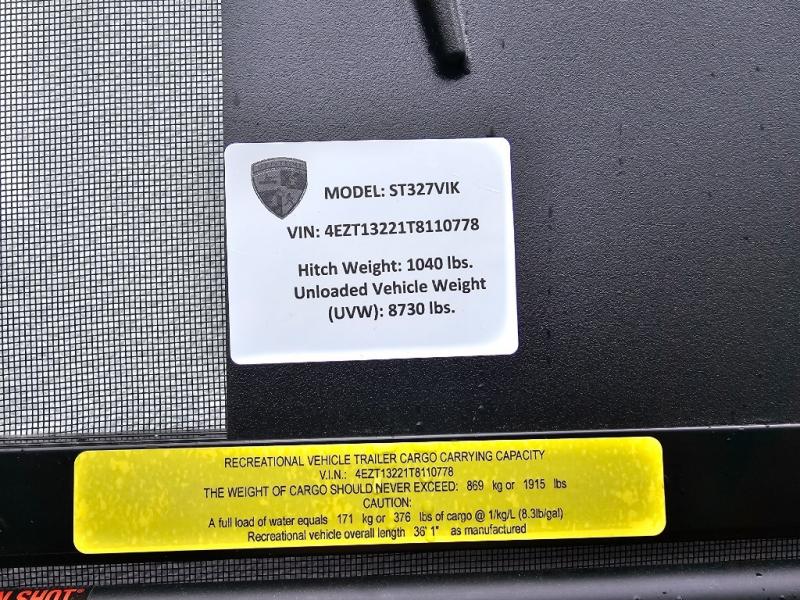 MODEL: ST327VIK
VIN: 4EZT13221T8110778
Hitch Weight: 1040 lbs.
Unloaded Vehicle Weight
(UVW): 8730 lbs.
RECREATIONAL VEHICLE TRAILER CARGO CARRYING CAPACITY
V.I.N.: 4EZT13221T8110778
THE WEIGHT OF CARGO SHOULD NEVER EXCEED: 869 kg or 1915 lbs
CAUTION:
A full load of water equals 171 kg or 376 lbs of cargo @ 1/kg/L (8.3lb/gal)
Recreational vehicle overall length 36' 1" as manufactured
SHOT